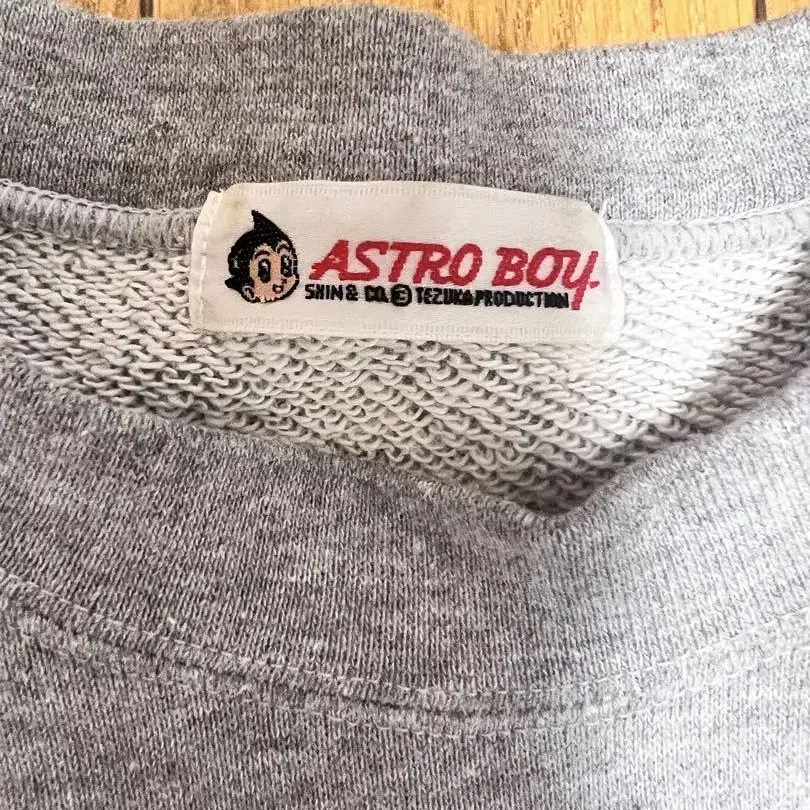 ASTRO BOY
SHIN & CO. © TEZUKA PRODUCTION